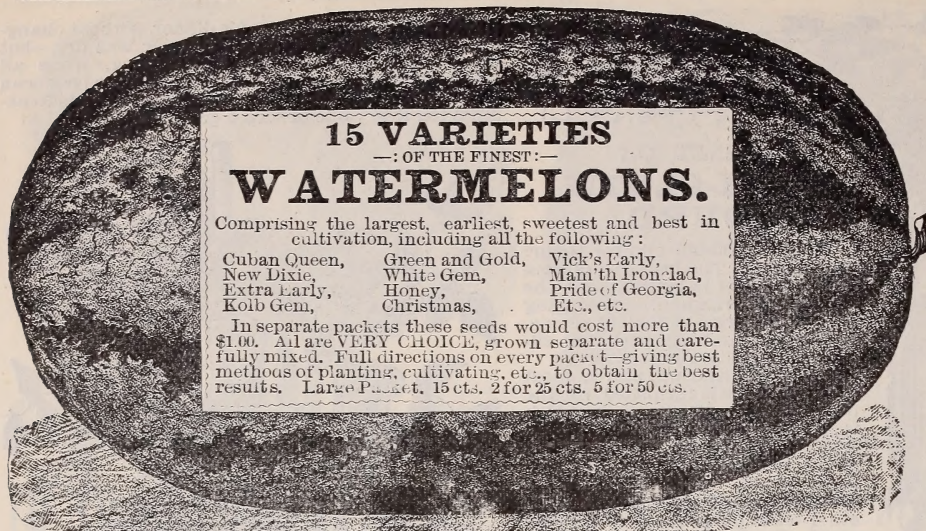 15 VARIETIES
—: OF THE FINEST :—
WATERMELONS.
Comprising the largest, earliest, sweetest and best in
cultivation, including all the following :
Cuban Queen, Green and Gold, Vick's Early,
New Dixie, White Gem, Mam'th Ironclad,
Extra Early, Honey, Pride of Georgia,
Kolb Gem, Christmas, Etc., etc.
In separate packets these seeds would cost more than
$1.00. All are VERY CHOICE, grown separate and care-
fully mixed. Full directions on every packet—giving best
methods of planting, cultivating, etc., to obtain the best
results. Large Packet, 15 cts. 2 for 25 cts. 5 for 50 cts.